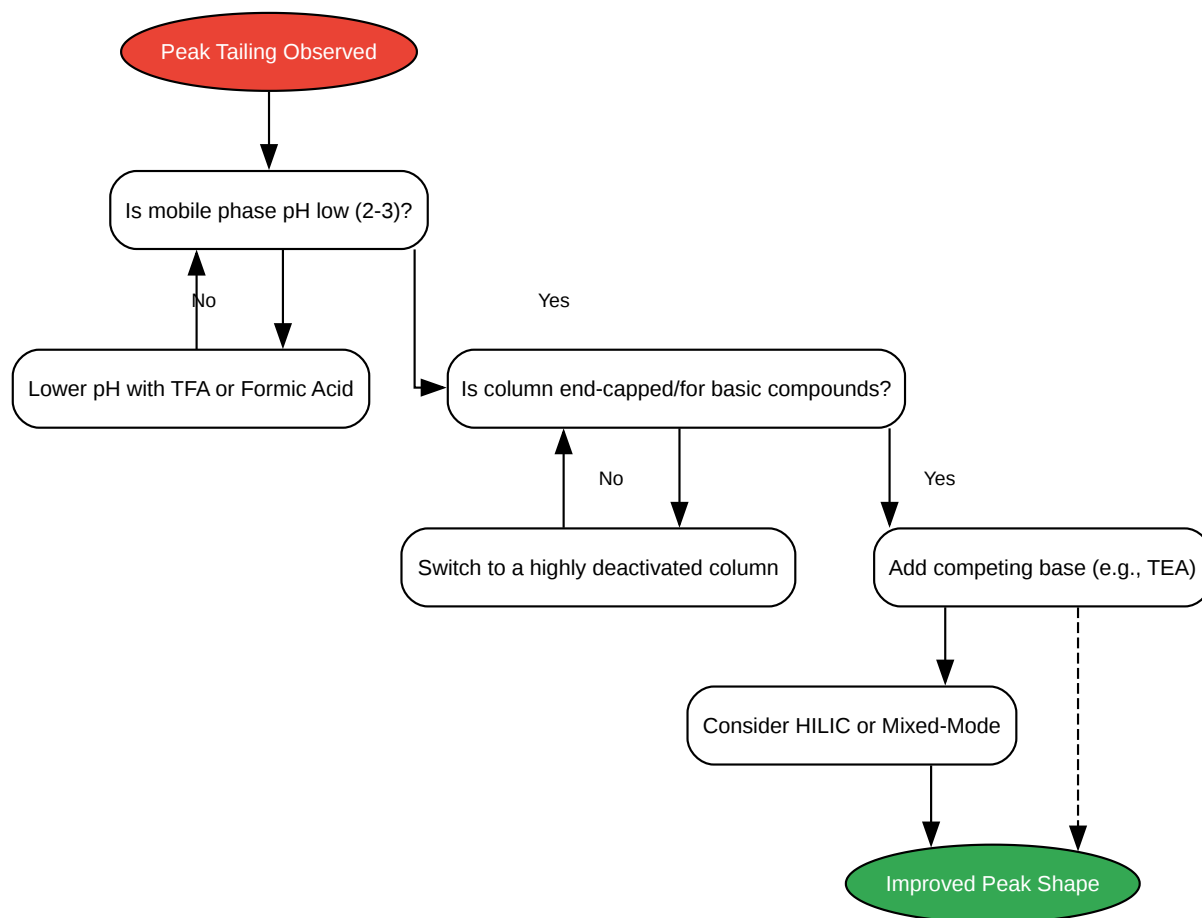 Peak Tailing Observed
Is mobile phase pH low (2-3)?
No
Yes
Lower pH with TFA or Formic Acid
Is column end-capped/for basic compounds?
No
Yes
Switch to a highly deactivated column
Add competing base (e.g., TEA)
Consider HILIC or Mixed-Mode
Improved Peak Shape